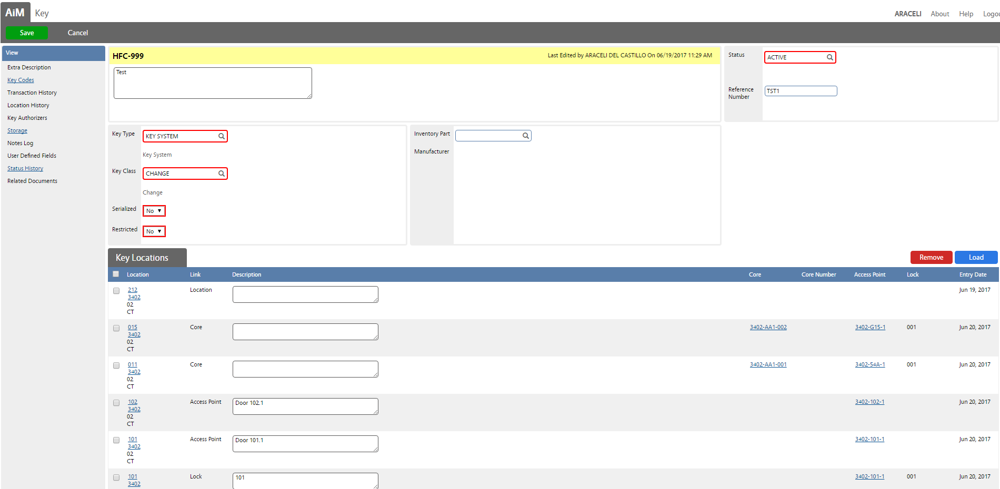 AiM Key
ARACELI About Help Logou
Save Cancel
View
Extra Description
Key Codes
Transaction History
Location History
Key Authorizers
Storage
Notes Log
User Defined Fields
Status History
Related Documents
HFC-999 Last Edited by ARACELI DEL CASTILLO On 06/19/2017 11:29 AM
Test
Status ACTIVE
Reference
Number
TST1
Key Type KEY SYSTEM
Key System
Key Class CHANGE
Change
Serialized No
Restricted No
Inventory Part
Manufacturer
Key Locations Remove Load
Location Link Description Core Core Number Access Point Lock Entry Date
212 Location Jun 19, 2017
3402
02
CT
015 Core 3402-AA1-002 3402-G15-1 001 Jun 20, 2017
3402
02
CT
011 Core 3402-AA1-001 3402-54A-1 001 Jun 20, 2017
3402
02
CT
102 Access Point Door 102.1 3402-102-1 Jun 20, 2017
3402
02
CT
101 Access Point Door 101.1 3402-101-1 Jun 20, 2017
3402
02
CT
101 Lock 101 3402-101-1 001 Jun 20, 2017
3402